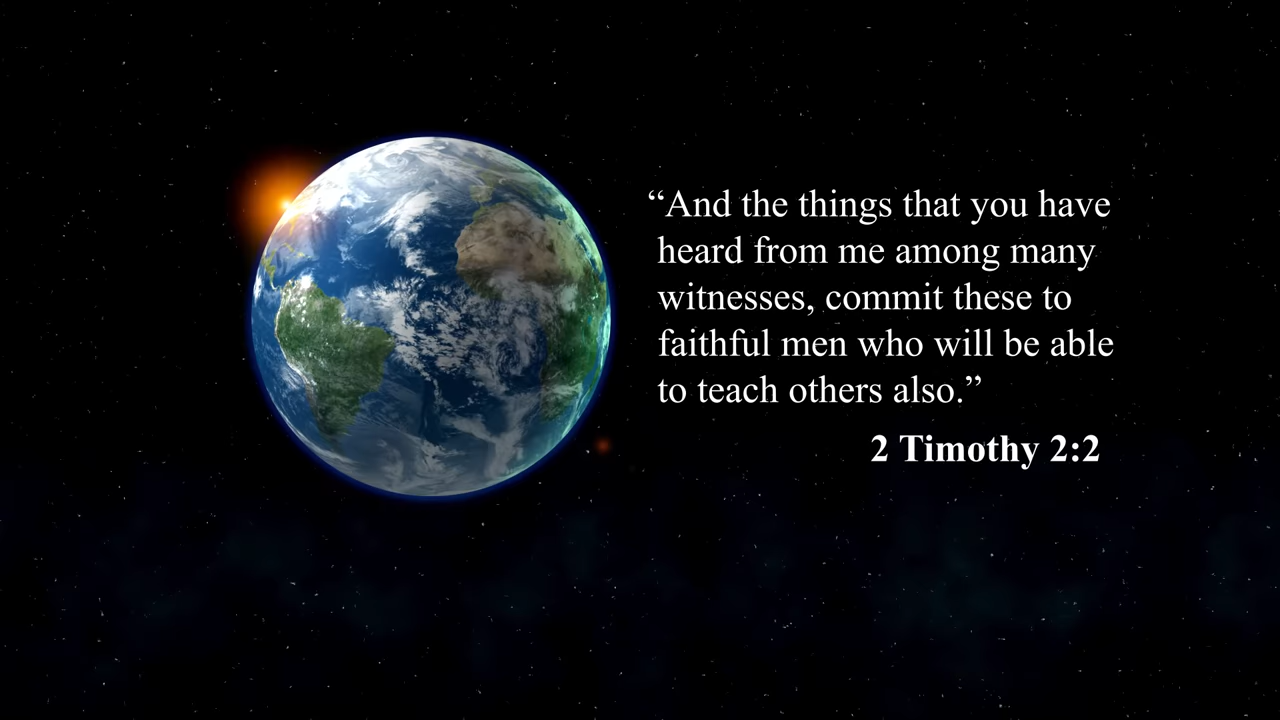 “And the things that you have
heard from me among many
witnesses, commit these to
faithful men who will be able
to teach others also.”
2 Timothy 2:2